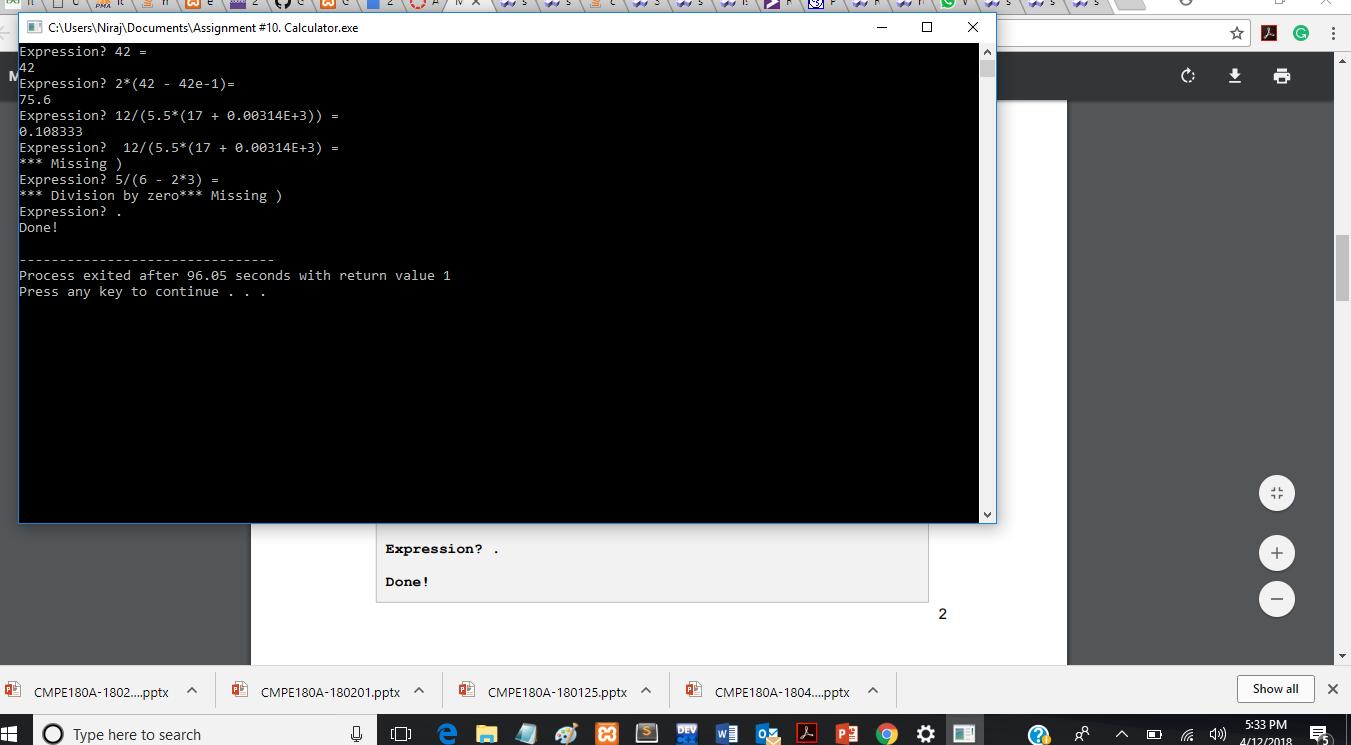 C:\Users\Niraj\Documents\Assignment #10. Calculator.exe
Expression? 42 =
42
Expression? 2*(42 - 42e-1)=
75.6
Expression? 12/(5.5*(17 + 0.00314E+3)) =
0.108333
Expression?  12/(5.5*(17 + 0.00314E+3) =
*** Missing )
Expression? 5/(6 - 2*3) =
*** Division by zero*** Missing )
Expression? .
Done!
--------------------------------
Process exited after 96.05 seconds with return value 1
Press any key to continue . . .
Expression? .
Done!
2
CMPE180A-1802....pptx
CMPE180A-180201.pptx
CMPE180A-180125.pptx
CMPE180A-1804....pptx
Show all
Type here to search
DEV
5:33 PM
4/12/2018
5